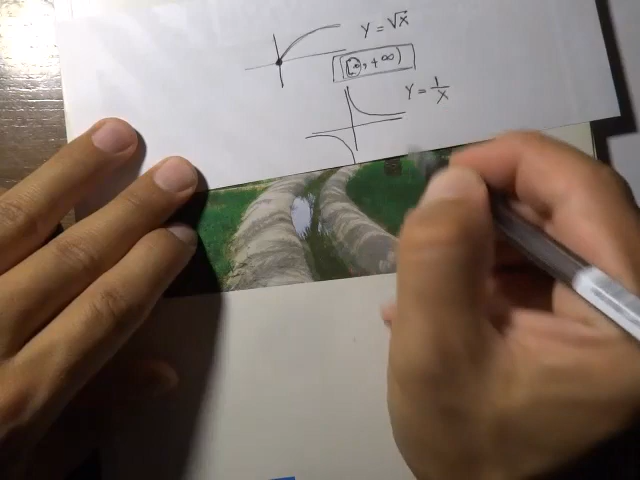 Y = √x
[0, +∞)
Y = 1/x